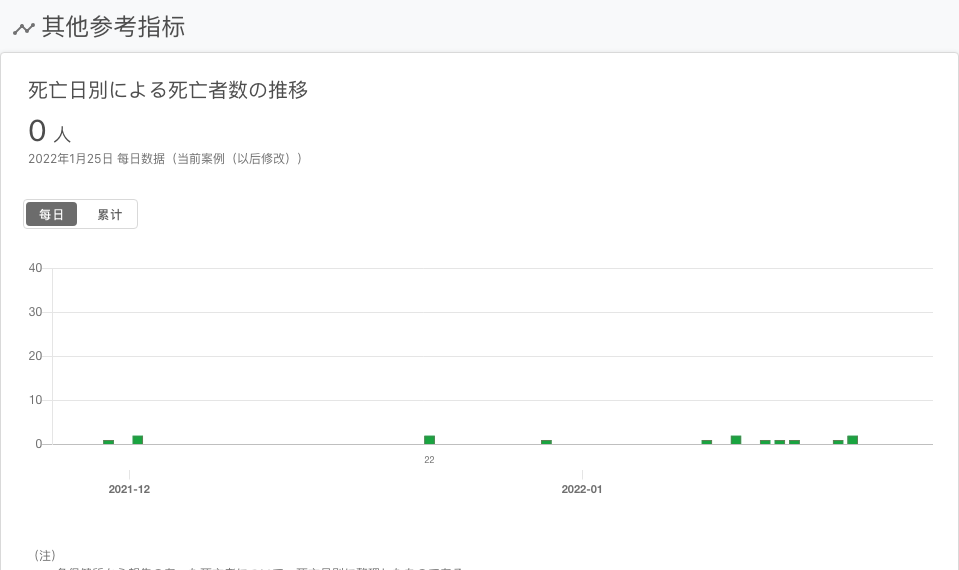 其他参考指标
死亡日別による死亡者数の推移
0 人
2022年1月25日 每日数据（当前案例（以后修改））
每日 累计
40
30
20
10
0
22
2021-12 2022-01
（注）